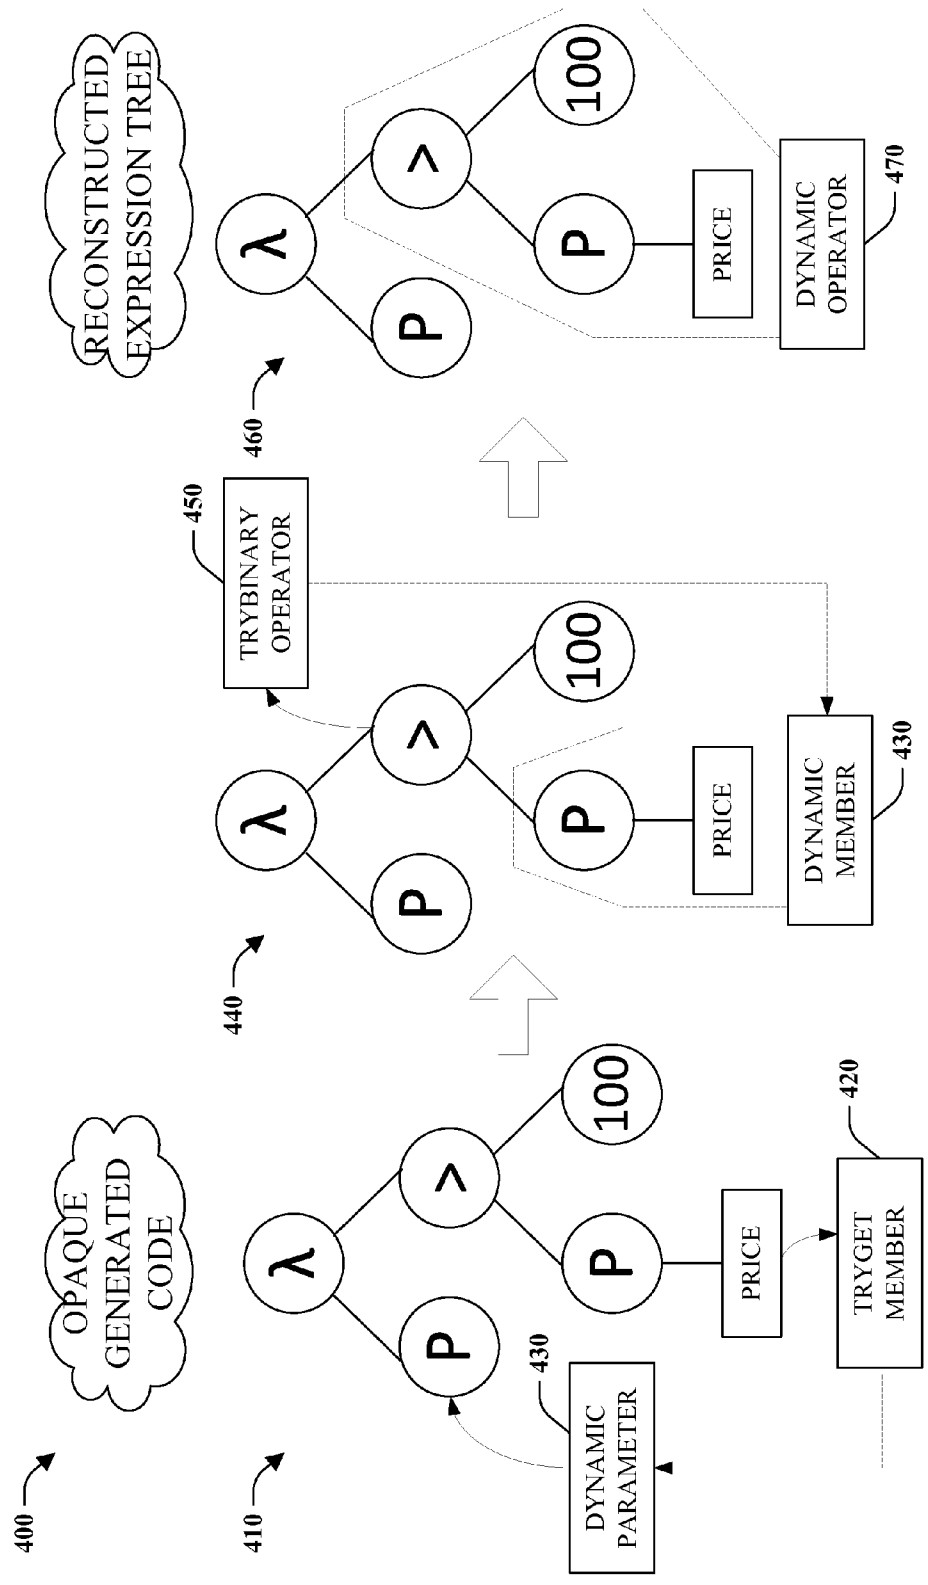 400
OPAQUE
GENERATED
CODE
410
λ
P
>
P
100
PRICE
430
DYNAMIC
PARAMETER
420
TRYGET
MEMBER
440
λ
P
>
P
100
PRICE
450
TRYBINARY
OPERATOR
430
DYNAMIC
MEMBER
RECONSTRUCTED
EXPRESSION TREE
460
λ
P
>
P
100
PRICE
470
DYNAMIC
OPERATOR